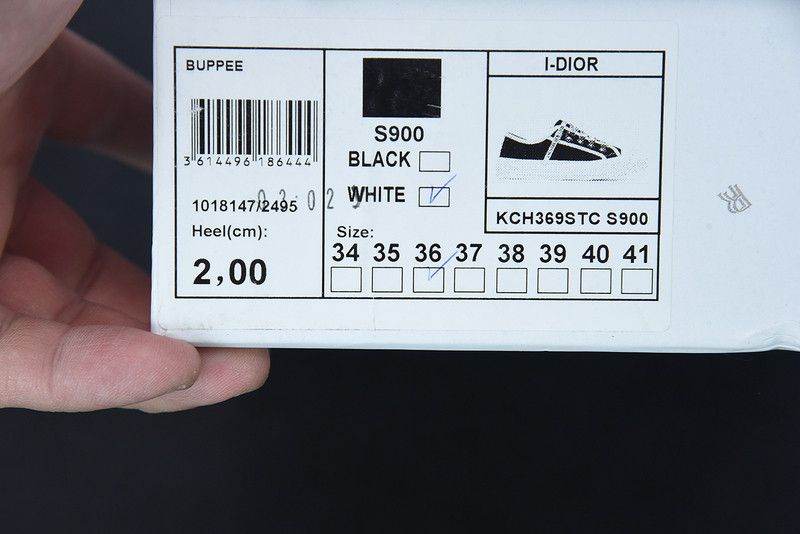 BUPPEE
3 614496 186444
1018147/2495
Heel(cm):
2,00
S900
BLACK
WHITE
Size:
34 35 36 37 38 39 40 41
I-DIOR
KCH369STC S900